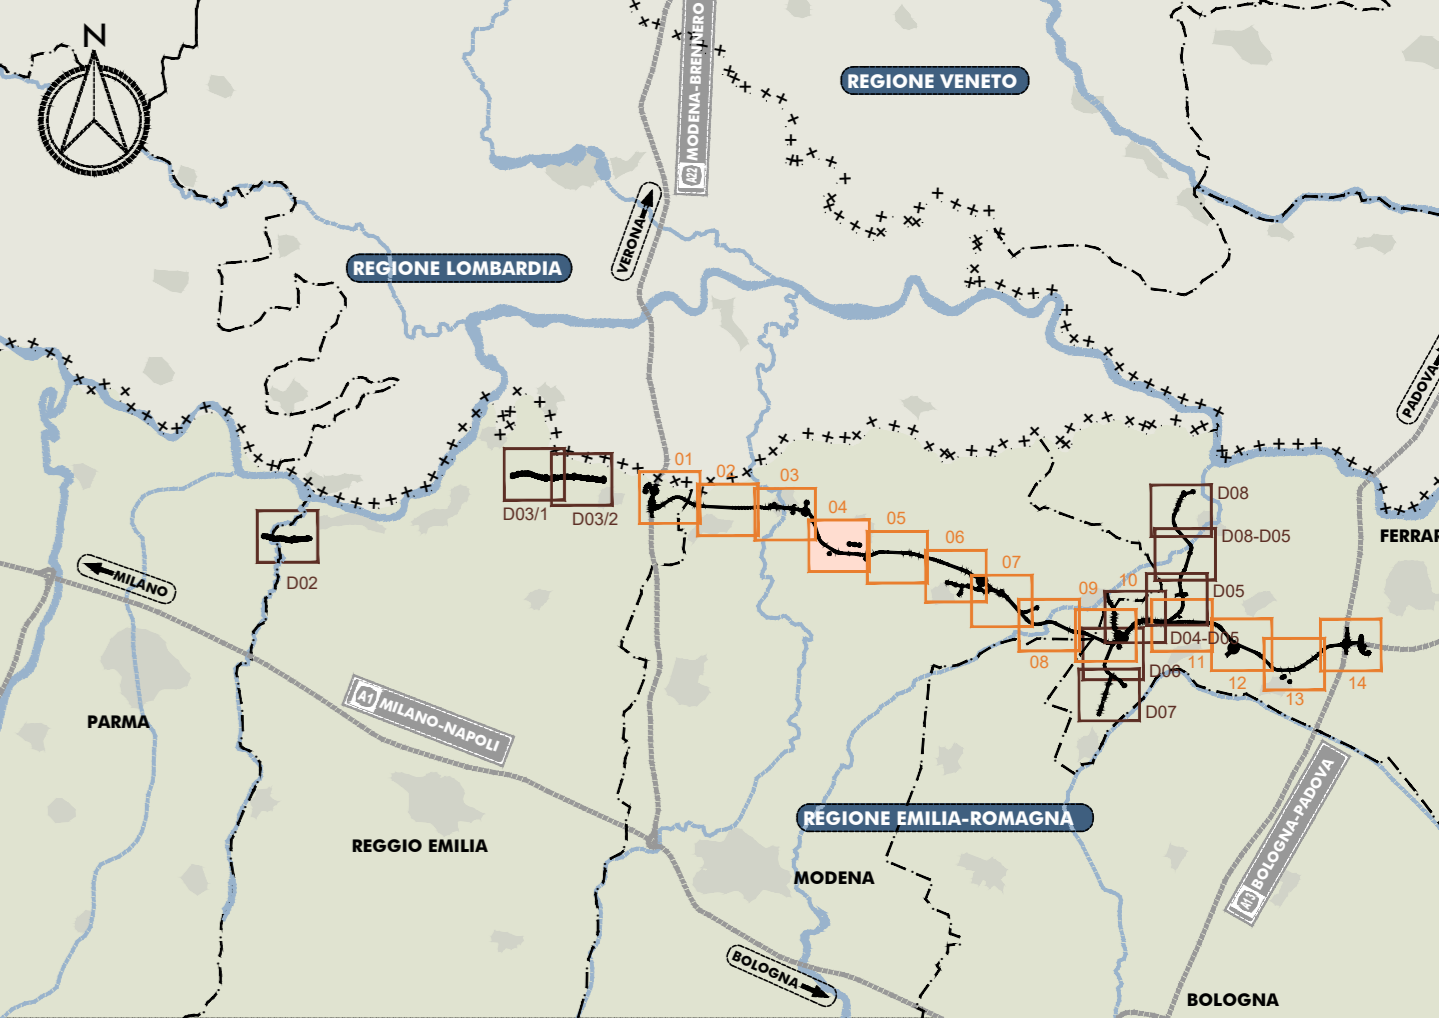 N
A22 MODENA-BRENNERO
REGIONE VENETO
VERONA
REGIONE LOMBARDIA
PADOVA
01
02
03
04
05
06
07
08
09
10
11
12
13
14
D03/1
D03/2
D02
D08
D08-D05
D05
D04-D05
D06
D07
FERRAR
MILANO
PARMA
A1 MILANO-NAPOLI
REGGIO EMILIA
REGIONE EMILIA-ROMAGNA
MODENA
A13 BOLOGNA-PADOVA
BOLOGNA
BOLOGNA